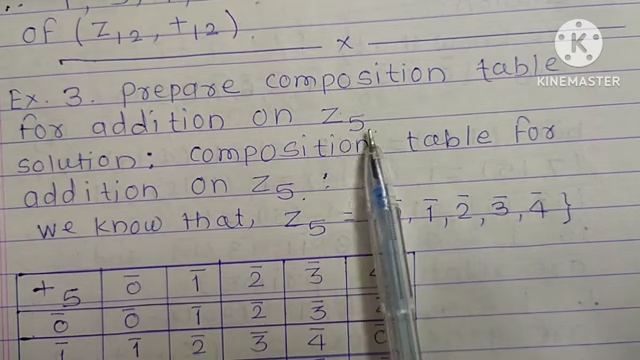 of (Z₁₂, +₁₂).
x
KINEMASTER
Ex. 3. Prepare composition table
for addition on Z₅
solution: composition table for
addition on Z₅ :
we know that, Z₅ = 1̄, 2̄, 3̄, 4̄ }
+₅ 0̄ 1̄ 2̄ 3̄
0̄ 0̄ 1̄ 2̄ 3̄
1̄ 1̄ 2̄ 3̄ 4̄ 0̄